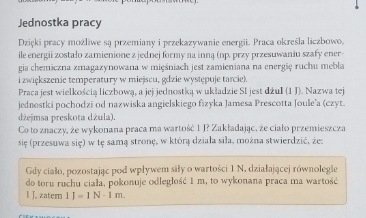 Jednostka pracy
Dzięki pracy możliwe są przemiany i przekazywanie energii. Praca określa liczbowo,
ile energii zostało zamienione z jednej formy na inną (np. przy przesuwaniu szafy ener-
gia chemiczna zmagazynowana w mięśniach jest zamieniana na energię ruchu mebla
i zwiększenie temperatury w miejscu, gdzie występuje tarcie).
Praca jest wielkością liczbową, a jej jednostką w układzie SI jest dżul (1 J). Nazwa tej
jednostki pochodzi od nazwiska angielskiego fizyka Jamesa Prescotta Joule'a (czyt.
dżejmsa preskota dżula).
Co to znaczy, że wykonana praca ma wartość 1 J? Zakładając, że ciało przemieszcza
się (przesuwa się) w tę samą stronę, w którą działa siła, można stwierdzić, że:
Gdy ciało, pozostając pod wpływem siły o wartości 1 N, działającej równolegle
do toru ruchu ciała, pokonuje odległość 1 m, to wykonana praca ma wartość
1 J, zatem 1 J = 1 N · 1 m.